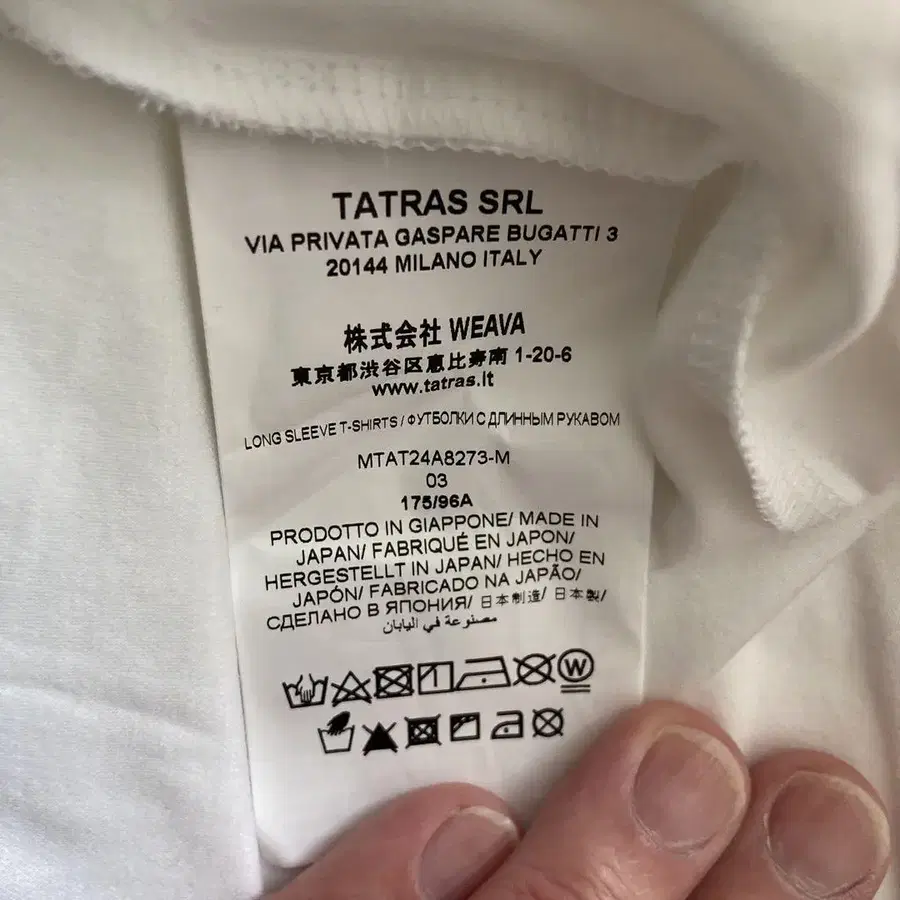 TATRAS SRL
VIA PRIVATA GASPARE BUGATTI 3
20144 MILANO ITALY
株式会社 WEAVA
東京都渋谷区恵比寿南 1-20-6
www.tatras.it
LONG SLEEVE T-SHIRTS / ФУТБОЛКИ С ДЛИННЫМ РУКАВОМ
MTAT24A8273-M
03
175/96A
PRODOTTO IN GIAPPONE/ MADE IN
JAPAN/ FABRIQUÉ EN JAPON/
HERGESTELLT IN JAPAN/ HECHO EN
JAPÓN/ FABRICADO NA JAPÃO/
СДЕЛАНО В ЯПОНИЯ/ 日本制造/ 日本製/
مصنوعة في اليابان
W